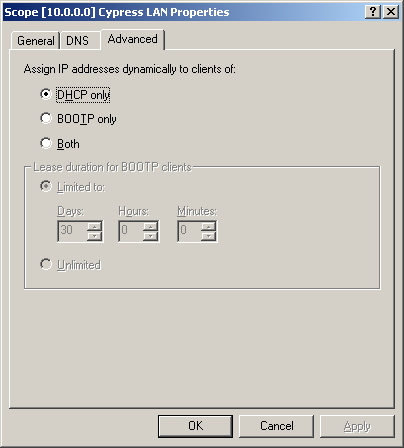 Scope [10.0.0.0] Cypress LAN Properties
General DNS Advanced
Assign IP addresses dynamically to clients of:
DHCP only
BOOTP only
Both
Lease duration for BOOTP clients
Limited to:
Days: Hours: Minutes:
30 0 0
Unlimited
OK Cancel Apply